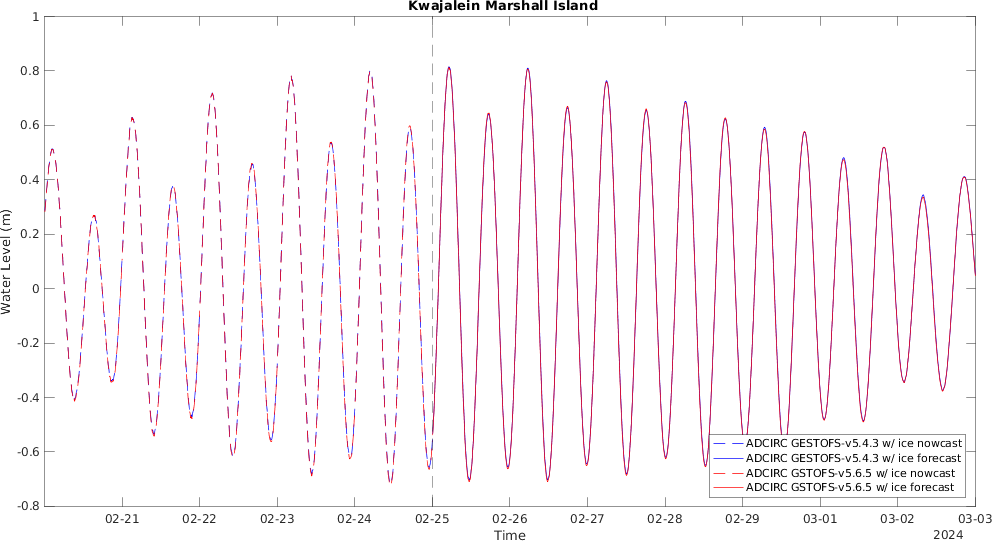 Kwajalein Marshall Island
1
0.8
0.6
0.4
0.2
0
-0.2
-0.4
-0.6
-0.8
Water Level (m)
ADCIRC GESTOFS-v5.4.3 w/ ice nowcast
ADCIRC GESTOFS-v5.4.3 w/ ice forecast
ADCIRC GSTOFS-v5.6.5 w/ ice nowcast
ADCIRC GSTOFS-v5.6.5 w/ ice forecast
02-21 02-22 02-23 02-24 02-25 02-26 02-27 02-28 02-29 03-01 03-02 03-03
Time
2024